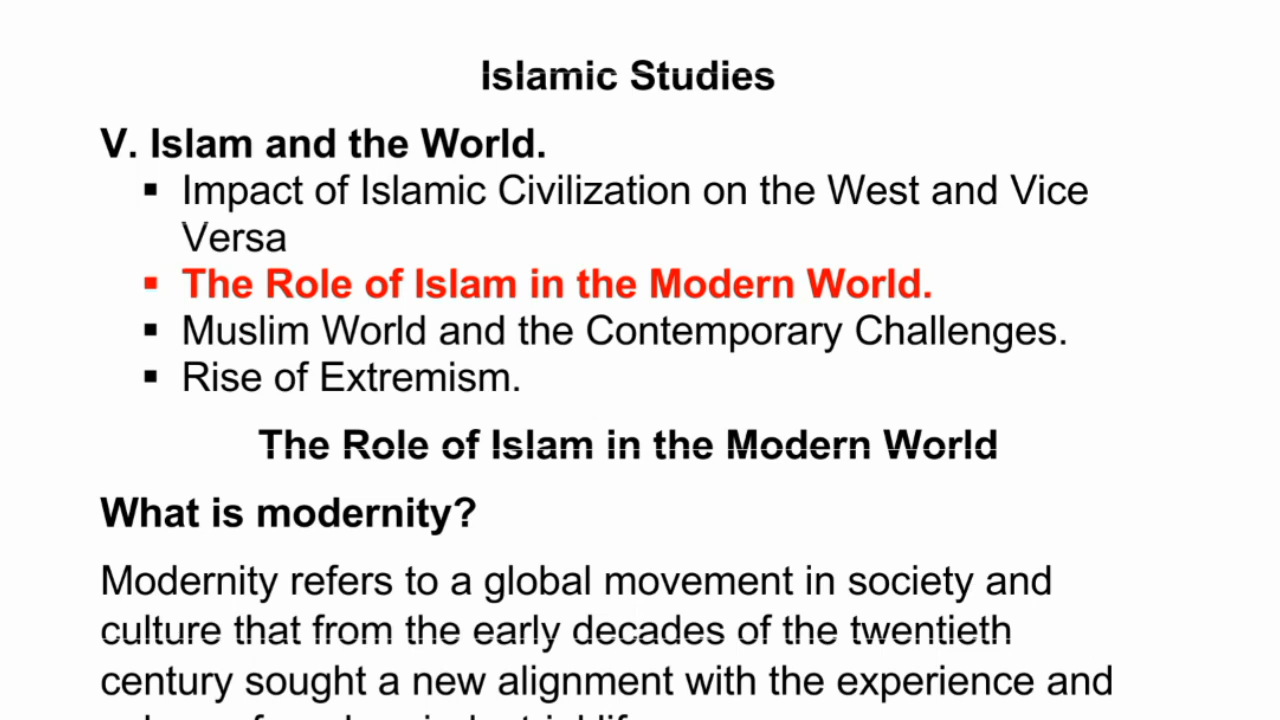 Islamic Studies
V. Islam and the World.
▪ Impact of Islamic Civilization on the West and Vice
Versa
▪ The Role of Islam in the Modern World.
▪ Muslim World and the Contemporary Challenges.
▪ Rise of Extremism.
The Role of Islam in the Modern World
What is modernity?
Modernity refers to a global movement in society and
culture that from the early decades of the twentieth
century sought a new alignment with the experience and